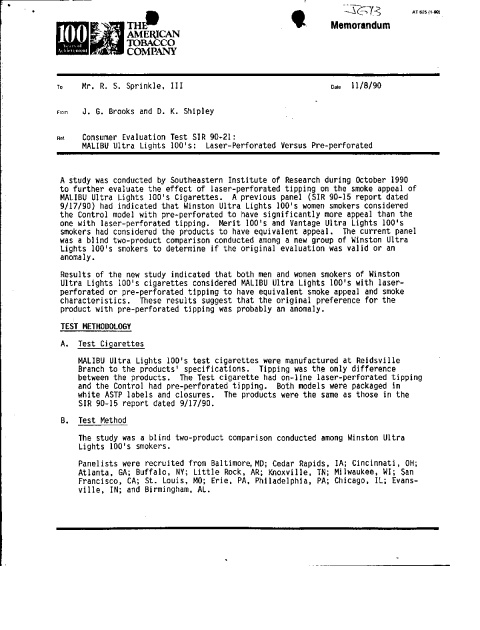 JG73
AT-525 (1-90)
100
Years of
Achievement
THE
AMERICAN
TOBACCO
COMPANY
Memorandum
To Mr. R. S. Sprinkle, III Date 11/8/90
From J. G. Brooks and D. K. Shipley
Ref. Consumer Evaluation Test SIR 90-21:
MALIBU Ultra Lights 100's: Laser-Perforated Versus Pre-perforated
A study was conducted by Southeastern Institute of Research during October 1990
to further evaluate the effect of laser-perforated tipping on the smoke appeal of
MALIBU Ultra Lights 100's Cigarettes. A previous panel (SIR 90-15 report dated
9/17/90) had indicated that Winston Ultra Lights 100's women smokers considered
the Control model with pre-perforated to have significantly more appeal than the
one with laser-perforated tipping. Merit 100's and Vantage Ultra Lights 100's
smokers had considered the products to have equivalent appeal. The current panel
was a blind two-product comparison conducted among a new group of Winston Ultra
Lights 100's smokers to determine if the original evaluation was valid or an
anomaly.
Results of the new study indicated that both men and women smokers of Winston
Ultra Lights 100's cigarettes considered MALIBU Ultra Lights 100's with laser-
perforated or pre-perforated tipping to have equivalent smoke appeal and smoke
characteristics. These results suggest that the original preference for the
product with pre-perforated tipping was probably an anomaly.
TEST METHODOLOGY
A. Test Cigarettes
MALIBU Ultra Lights 100's test cigarettes were manufactured at Reidsville
Branch to the products' specifications. Tipping was the only difference
between the products. The Test cigarette had on-line laser-perforated tipping
and the Control had pre-perforated tipping. Both models were packaged in
white ASTP labels and closures. The products were the same as those in the
SIR 90-15 report dated 9/17/90.
B. Test Method
The study was a blind two-product comparison conducted among Winston Ultra
Lights 100's smokers.
Panelists were recruited from Baltimore, MD; Cedar Rapids, IA; Cincinnati, OH;
Atlanta, GA; Buffalo, NY; Little Rock, AR; Knoxville, TN; Milwaukee, WI; San
Francisco, CA; St. Louis, MO; Erie, PA, Philadelphia, PA; Chicago, IL; Evans-
ville, IN; and Birmingham, AL.